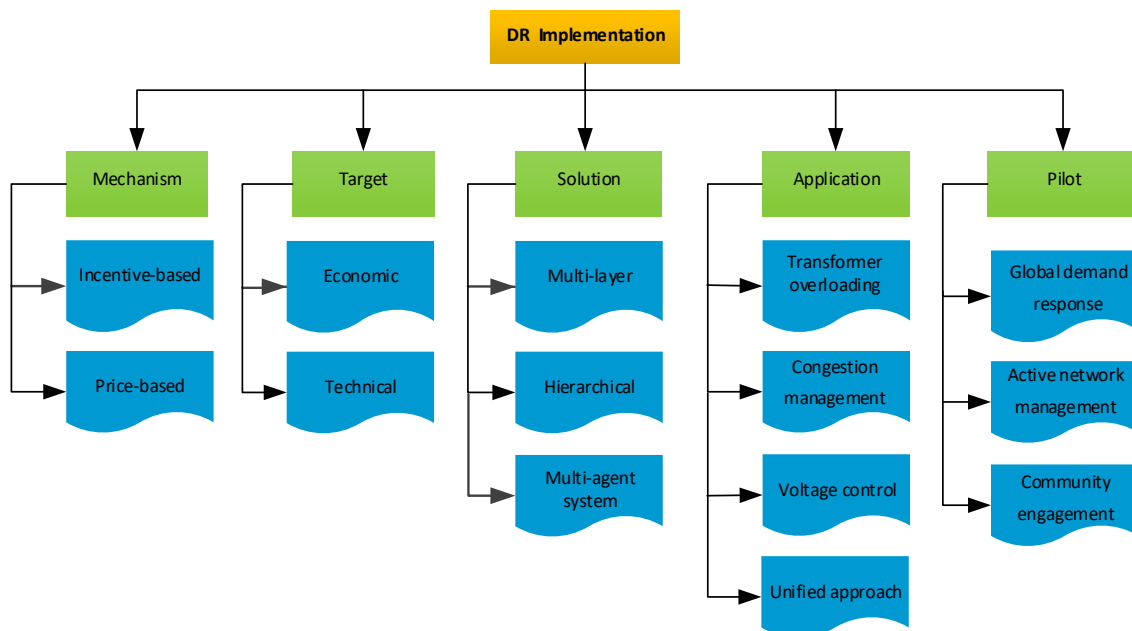 DR  Implementation
Mechanism
Incentive-based
Price-based
Target
Economic
Technical
Solution
Multi-layer
Hierarchical
Multi-agent
system
Application
Transformer
overloading
Congestion
management
Voltage control
Unified approach
Pilot
Global demand
response
Active network
management
Community
engagement